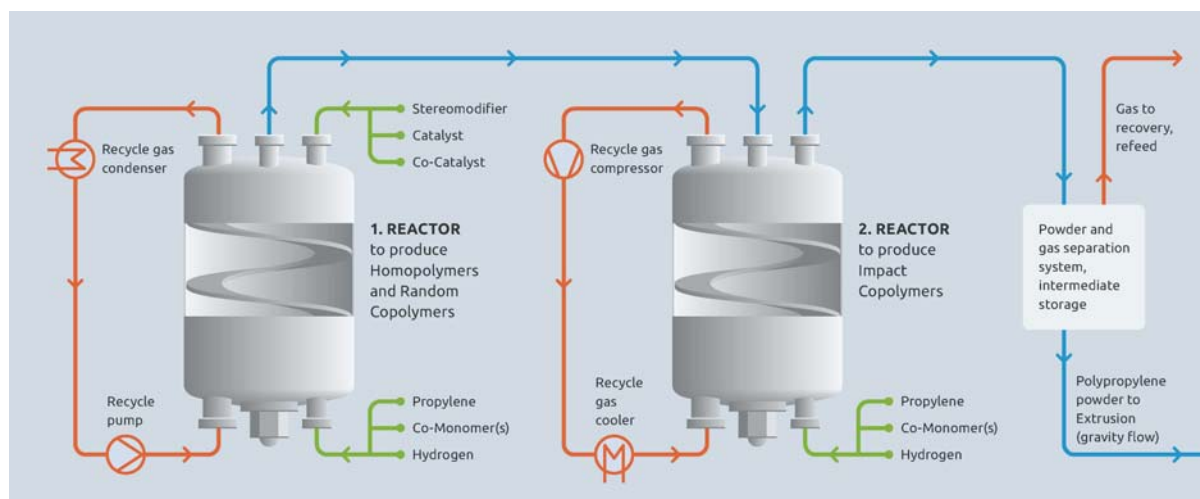 Recycle gas
condenser
Stereomodifier
Catalyst
Co-Catalyst
1. REACTOR
to produce
Homopolymers
and Random
Copolymers
Recycle
pump
Propylene
Co-Monomer(s)
Hydrogen
Recycle gas
compressor
2. REACTOR
to produce
Impact
Copolymers
Recycle
gas
cooler
Propylene
Co-Monomer(s)
Hydrogen
Gas to
recovery,
refeed
Powder and
gas separation
system,
intermediate
storage
Polypropylene
powder to
Extrusion
(gravity flow)